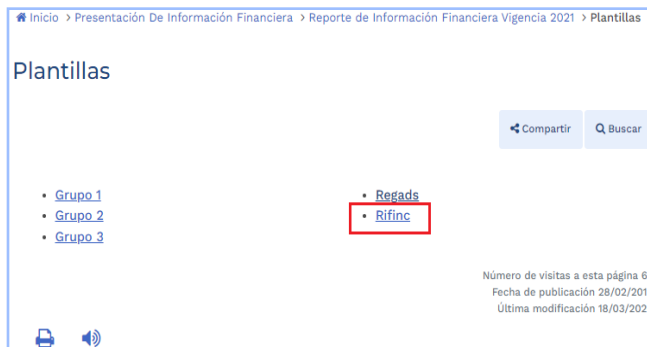 Inicio > Presentación De Información Financiera > Reporte de Información Financiera Vigencia 2021 > Plantillas
Plantillas
Compartir
Buscar
• Grupo 1
• Grupo 2
• Grupo 3
• Regads
• Rifinc
Número de visitas a esta página 6
Fecha de publicación 28/02/201
Última modificación 18/03/202